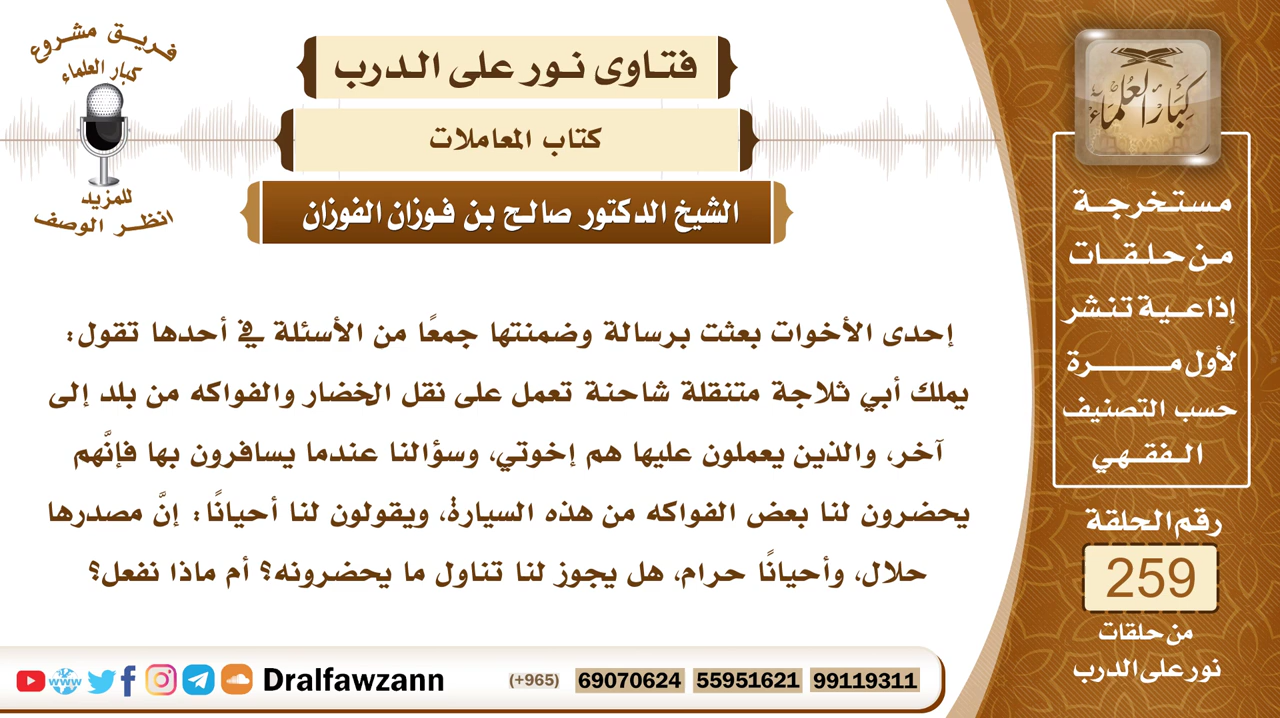 فريق مشروع
كبار العلماء
للمزيد
انظر الوصف
فتاوى نور على الدرب
كتاب المعاملات
الشيخ الدكتور صالح بن فوزان الفوزان
إحدى الأخوات بعثت برسالة وضمنتها جمعًا من الأسئلة في أحدها تقول:
يملك أبي ثلاجة متنقلة شاحنة تعمل على نقل الخضار والفواكه من بلد إلى
آخر، والذين يعملون عليها هم إخوتي، وسؤالنا عندما يسافرون بها فإنَّهم
يحضرون لنا بعض الفواكه من هذه السيارة، ويقولون لنا أحيانًا: إنَّ مصدرها
حلال، وأحيانًا حرام، هل يجوز لنا تناول ما يحضرونه؟ أم ماذا نفعل؟
كبار العلماء
مستخرجة
من حلقات
إذاعية تنشر
لأول مرة
حسب التصنيف
الفقهي
رقم الحلقة
259
من حلقات
نور على الدرب
www Dralfawzann (+965) 69070624 55951621 99119311